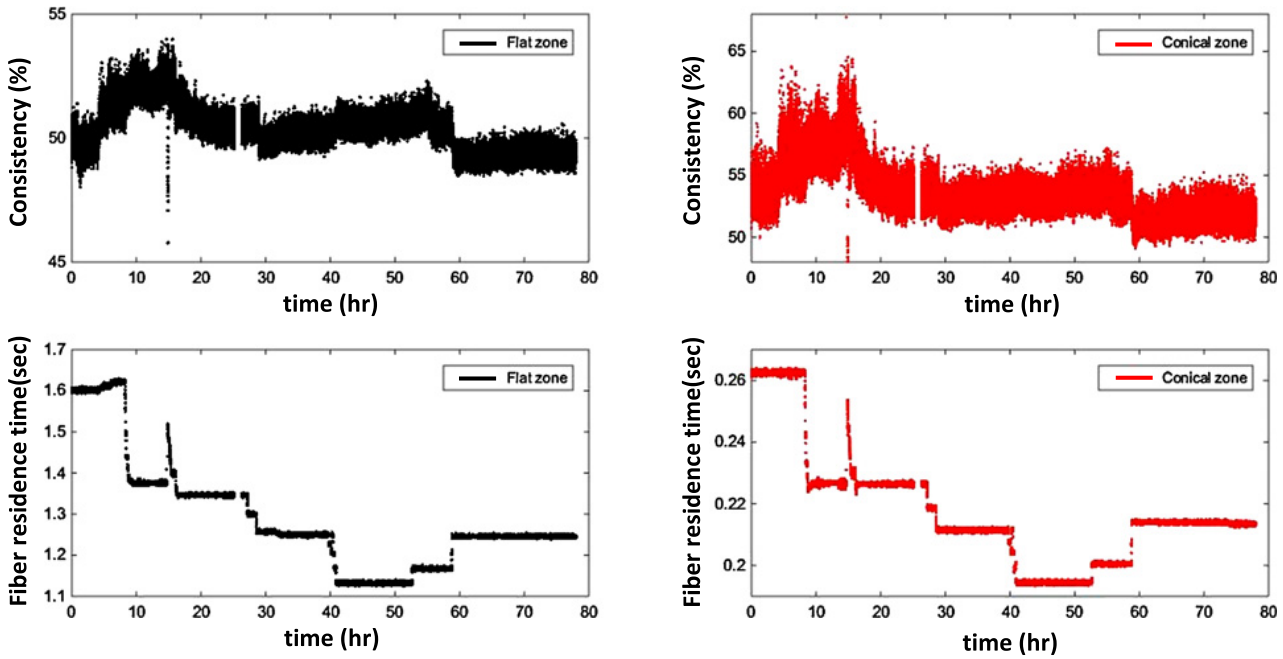 Consistency (%)
55
50
45
Flat zone
0 10 20 30 40 50 60 70 80
time (hr)
Consistency (%)
65
60
55
50
Conical zone
0 10 20 30 40 50 60 70 80
time (hr)
Fiber residence time(sec)
1.7
1.6
1.5
1.4
1.3
1.2
1.1
Flat zone
0 10 20 30 40 50 60 70 80
time (hr)
Fiber residence time(sec)
0.26
0.24
0.22
0.2
Conical zone
0 10 20 30 40 50 60 70 80
time (hr)